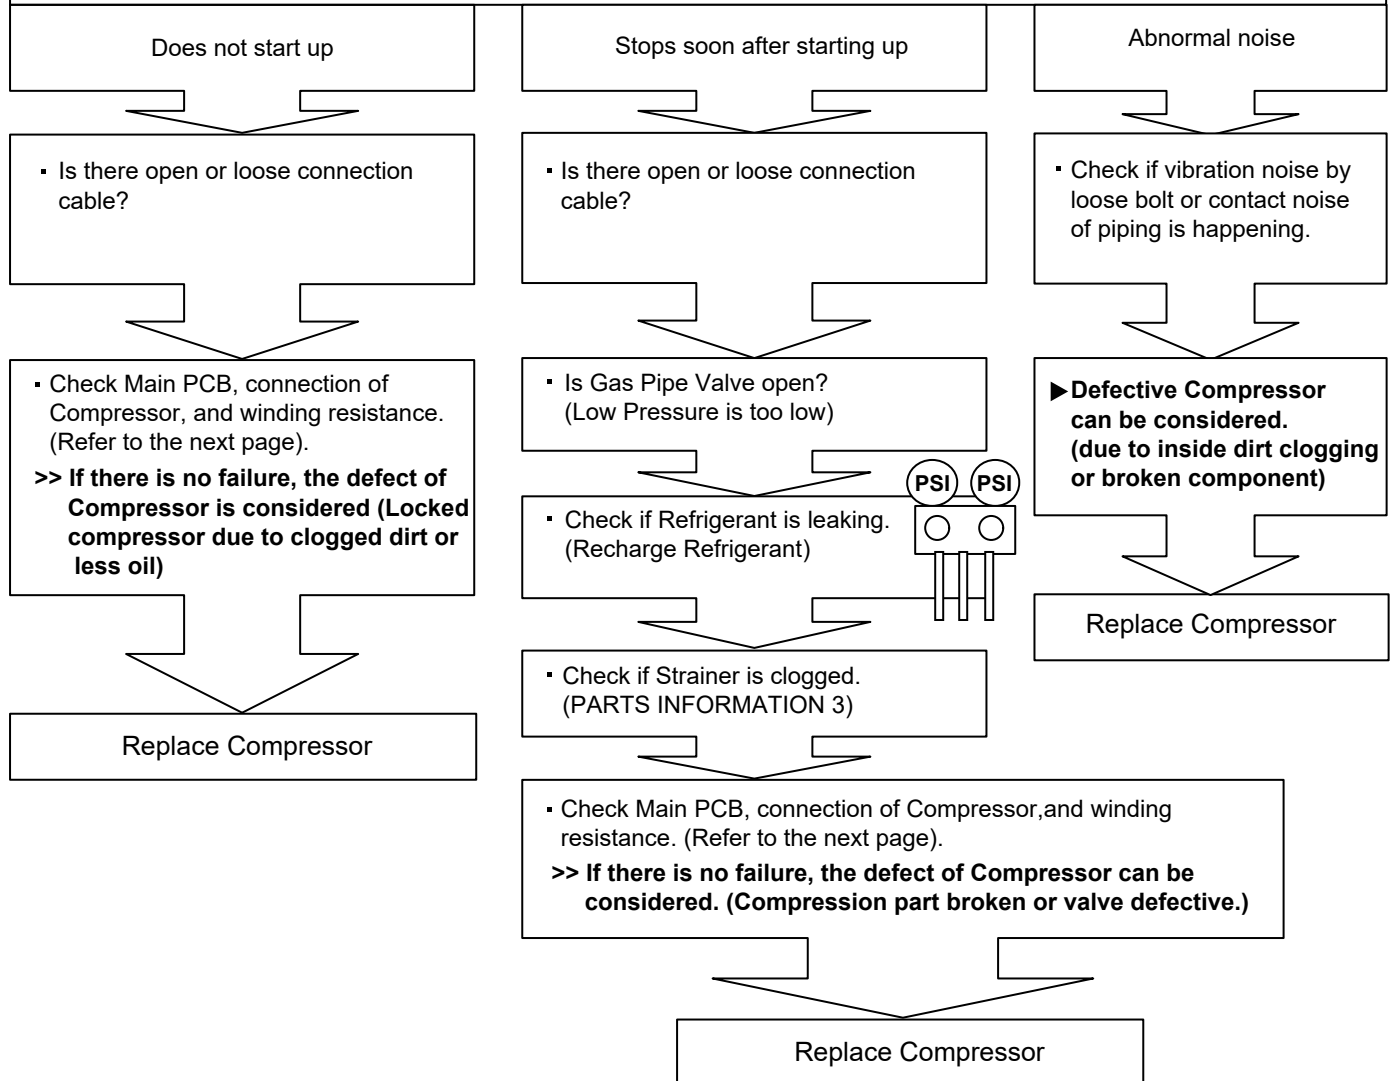 Does not start up
▪ Is there open or loose connection
cable?
▪ Check Main PCB, connection of
Compressor, and winding resistance.
(Refer to the next page).
>> If there is no failure, the defect of
Compressor is considered (Locked
compressor due to clogged dirt or
less oil)
Replace Compressor
Stops soon after starting up
▪ Is there open or loose connection
cable?
▪ Is Gas Pipe Valve open?
(Low Pressure is too low)
▪ Check if Refrigerant is leaking.
(Recharge Refrigerant)
PSI PSI
▪ Check if Strainer is clogged.
(PARTS INFORMATION 3)
▪ Check Main PCB, connection of Compressor,and winding
resistance. (Refer to the next page).
>> If there is no failure, the defect of Compressor can be
considered. (Compression part broken or valve defective.)
Replace Compressor
Abnormal noise
▪ Check if vibration noise by
loose bolt or contact noise
of piping is happening.
▶Defective Compressor
can be considered.
(due to inside dirt clogging
or broken component)
Replace Compressor